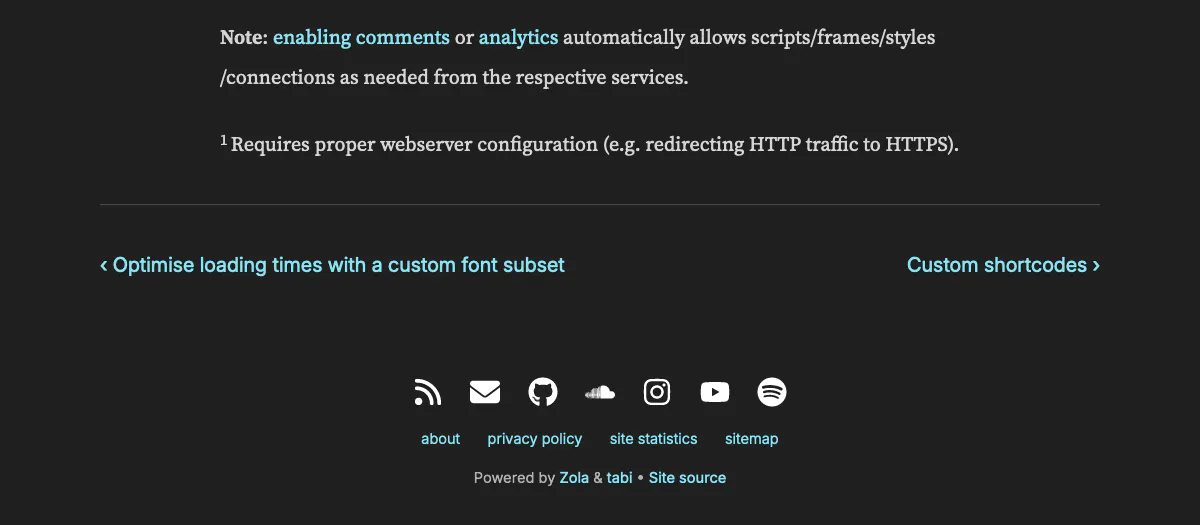 Note: enabling comments or analytics automatically allows scripts/frames/styles
/connections as needed from the respective services.
¹ Requires proper webserver configuration (e.g. redirecting HTTP traffic to HTTPS).
‹ Optimise loading times with a custom font subset
Custom shortcodes ›
about privacy policy site statistics sitemap
Powered by Zola & tabi • Site source